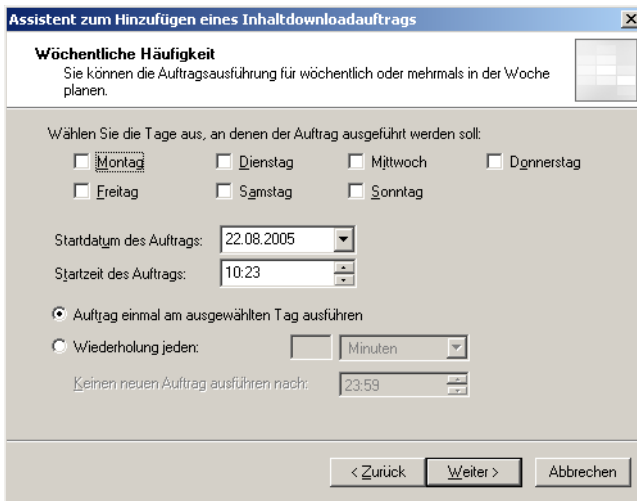 Assistent zum Hinzufügen eines Inhaltdownloadauftrags
Wöchentliche Häufigkeit
Sie können die Auftragsausführung für wöchentlich oder mehrmals in der Woche
planen.
Wählen Sie die Tage aus, an denen der Auftrag ausgeführt werden soll:
Montag Dienstag Mittwoch Donnerstag
Freitag Samstag Sonntag
Startdatum des Auftrags: 22.08.2005
Startzeit des Auftrags: 10:23
Auftrag einmal am ausgewählten Tag ausführen
Wiederholung jeden: Minuten
Keinen neuen Auftrag ausführen nach: 23:59
< Zurück Weiter > Abbrechen